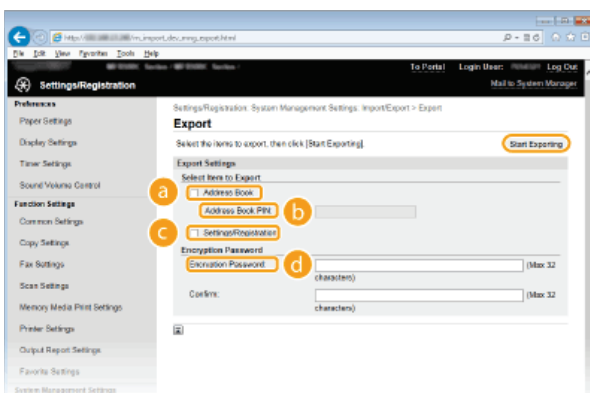 File Edit View Favorites Tools Help
To Portal Login User: Log Out
Settings/Registration
Mail to System Manager
Preferences
Paper Settings
Display Settings
Timer Settings
Sound Volume Control
Function Settings
Common Settings
Copy Settings
Fax Settings
Scan Settings
Memory Media Print Settings
Printer Settings
Output Report Settings
Favorite Settings
System Management Settings
Settings/Registration: System Management Settings: Import/Export > Export
Export
Select the items to export, then click [Start Exporting].
Start Exporting
Export Settings
Select Item to Export
a Address Book
Address Book PIN: b
c Settings/Registration
Encryption Password
Encryption Password: d (Max 32
characters)
Confirm: (Max 32
characters)